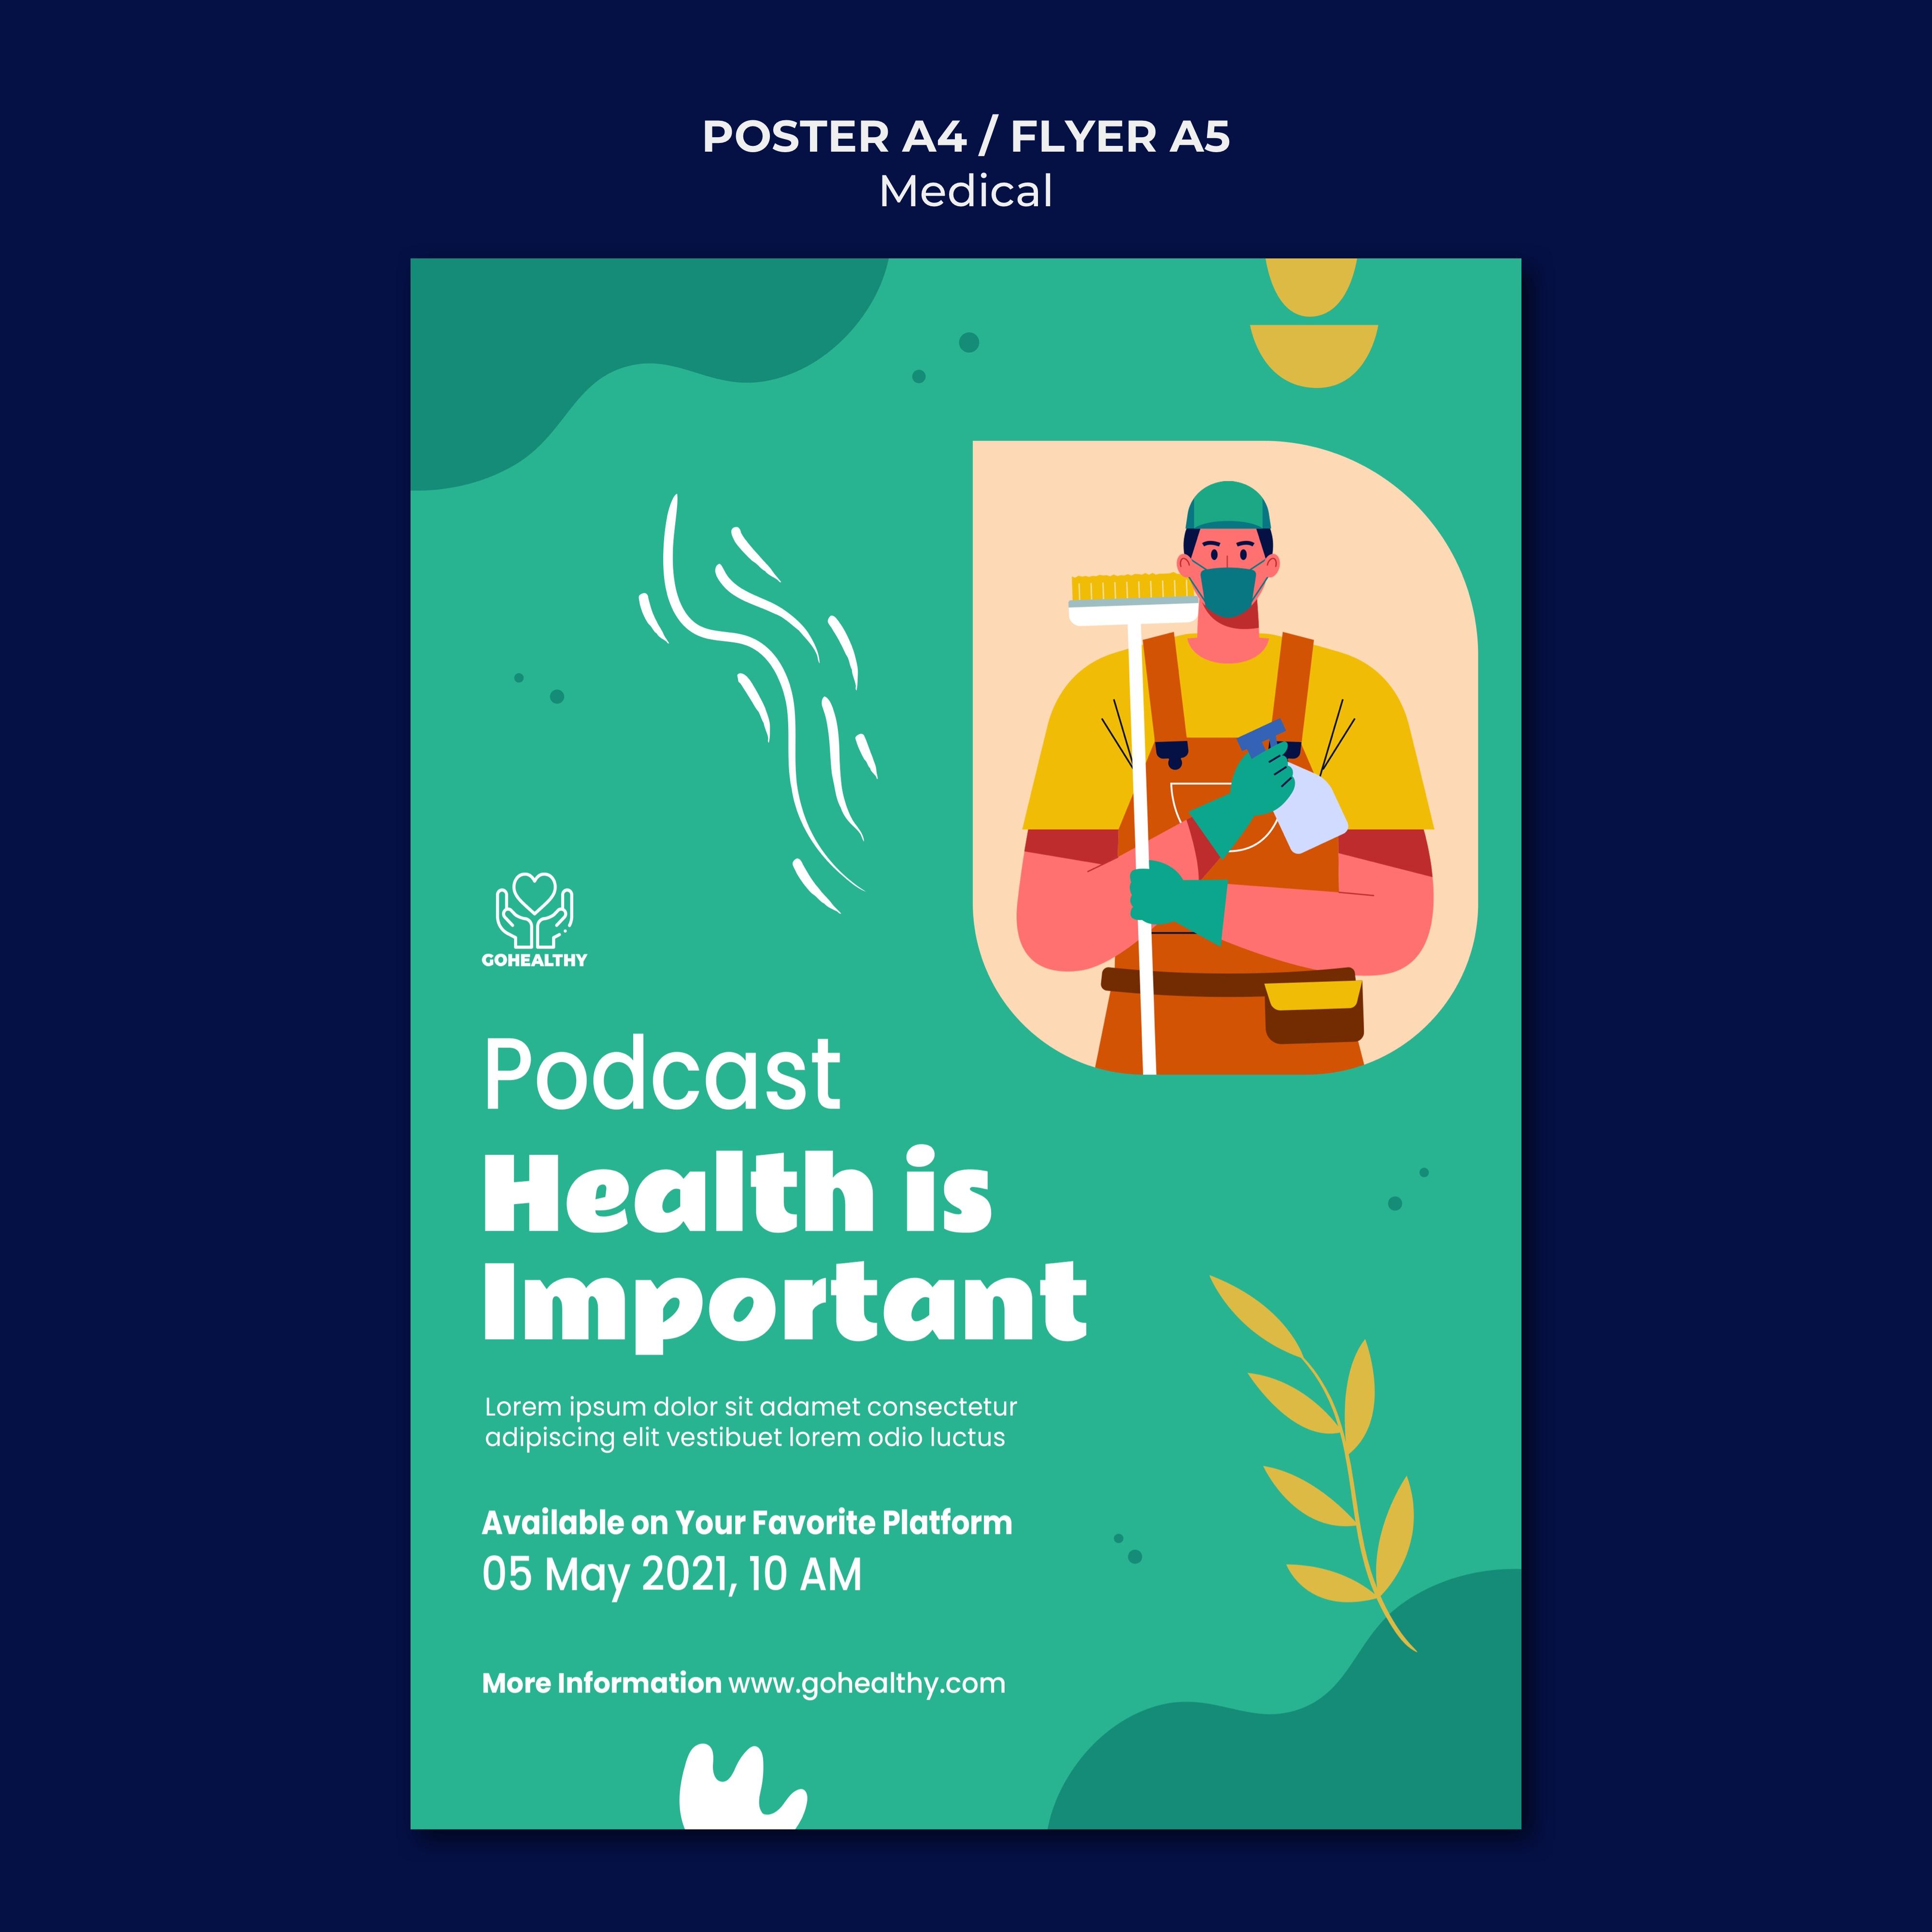 POSTER A4 / FLYER A5
Medical
GOHEALTHY
Podcast
Health is
Important
Lorem ipsum dolor sit adamet consectetur
adipiscing elit vestibuet lorem odio luctus
Available on Your Favorite Platform
05 May 2021, 10 AM
More Information www.gohealthy.com